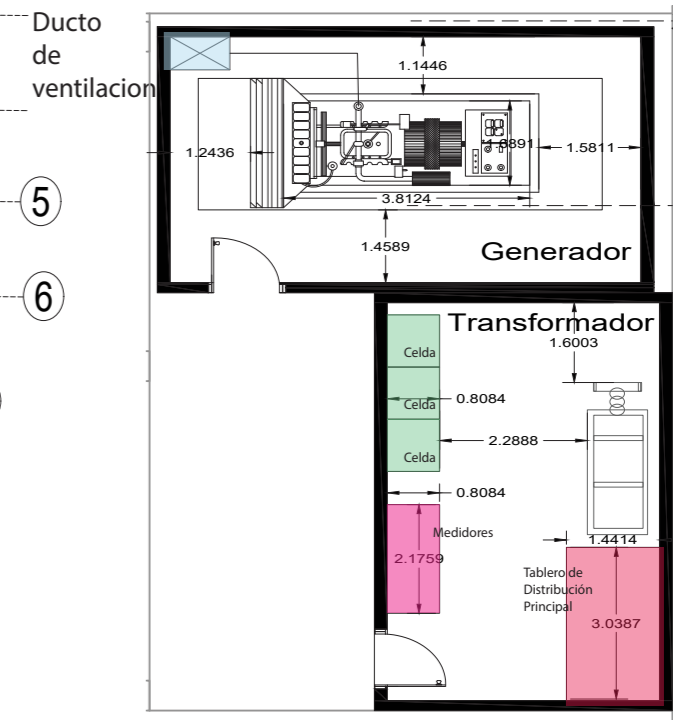 Ducto
de
ventilacion
1.1446
1.2436
1.5811
5
3.8124
1.4589
Generador
6
Transformador
1.6003
Celda
Celda
0.8084
2.2888
Celda
0.8084
Medidores
1.4414
2.1759
Tablero de
Distribución
Principal
3.0387